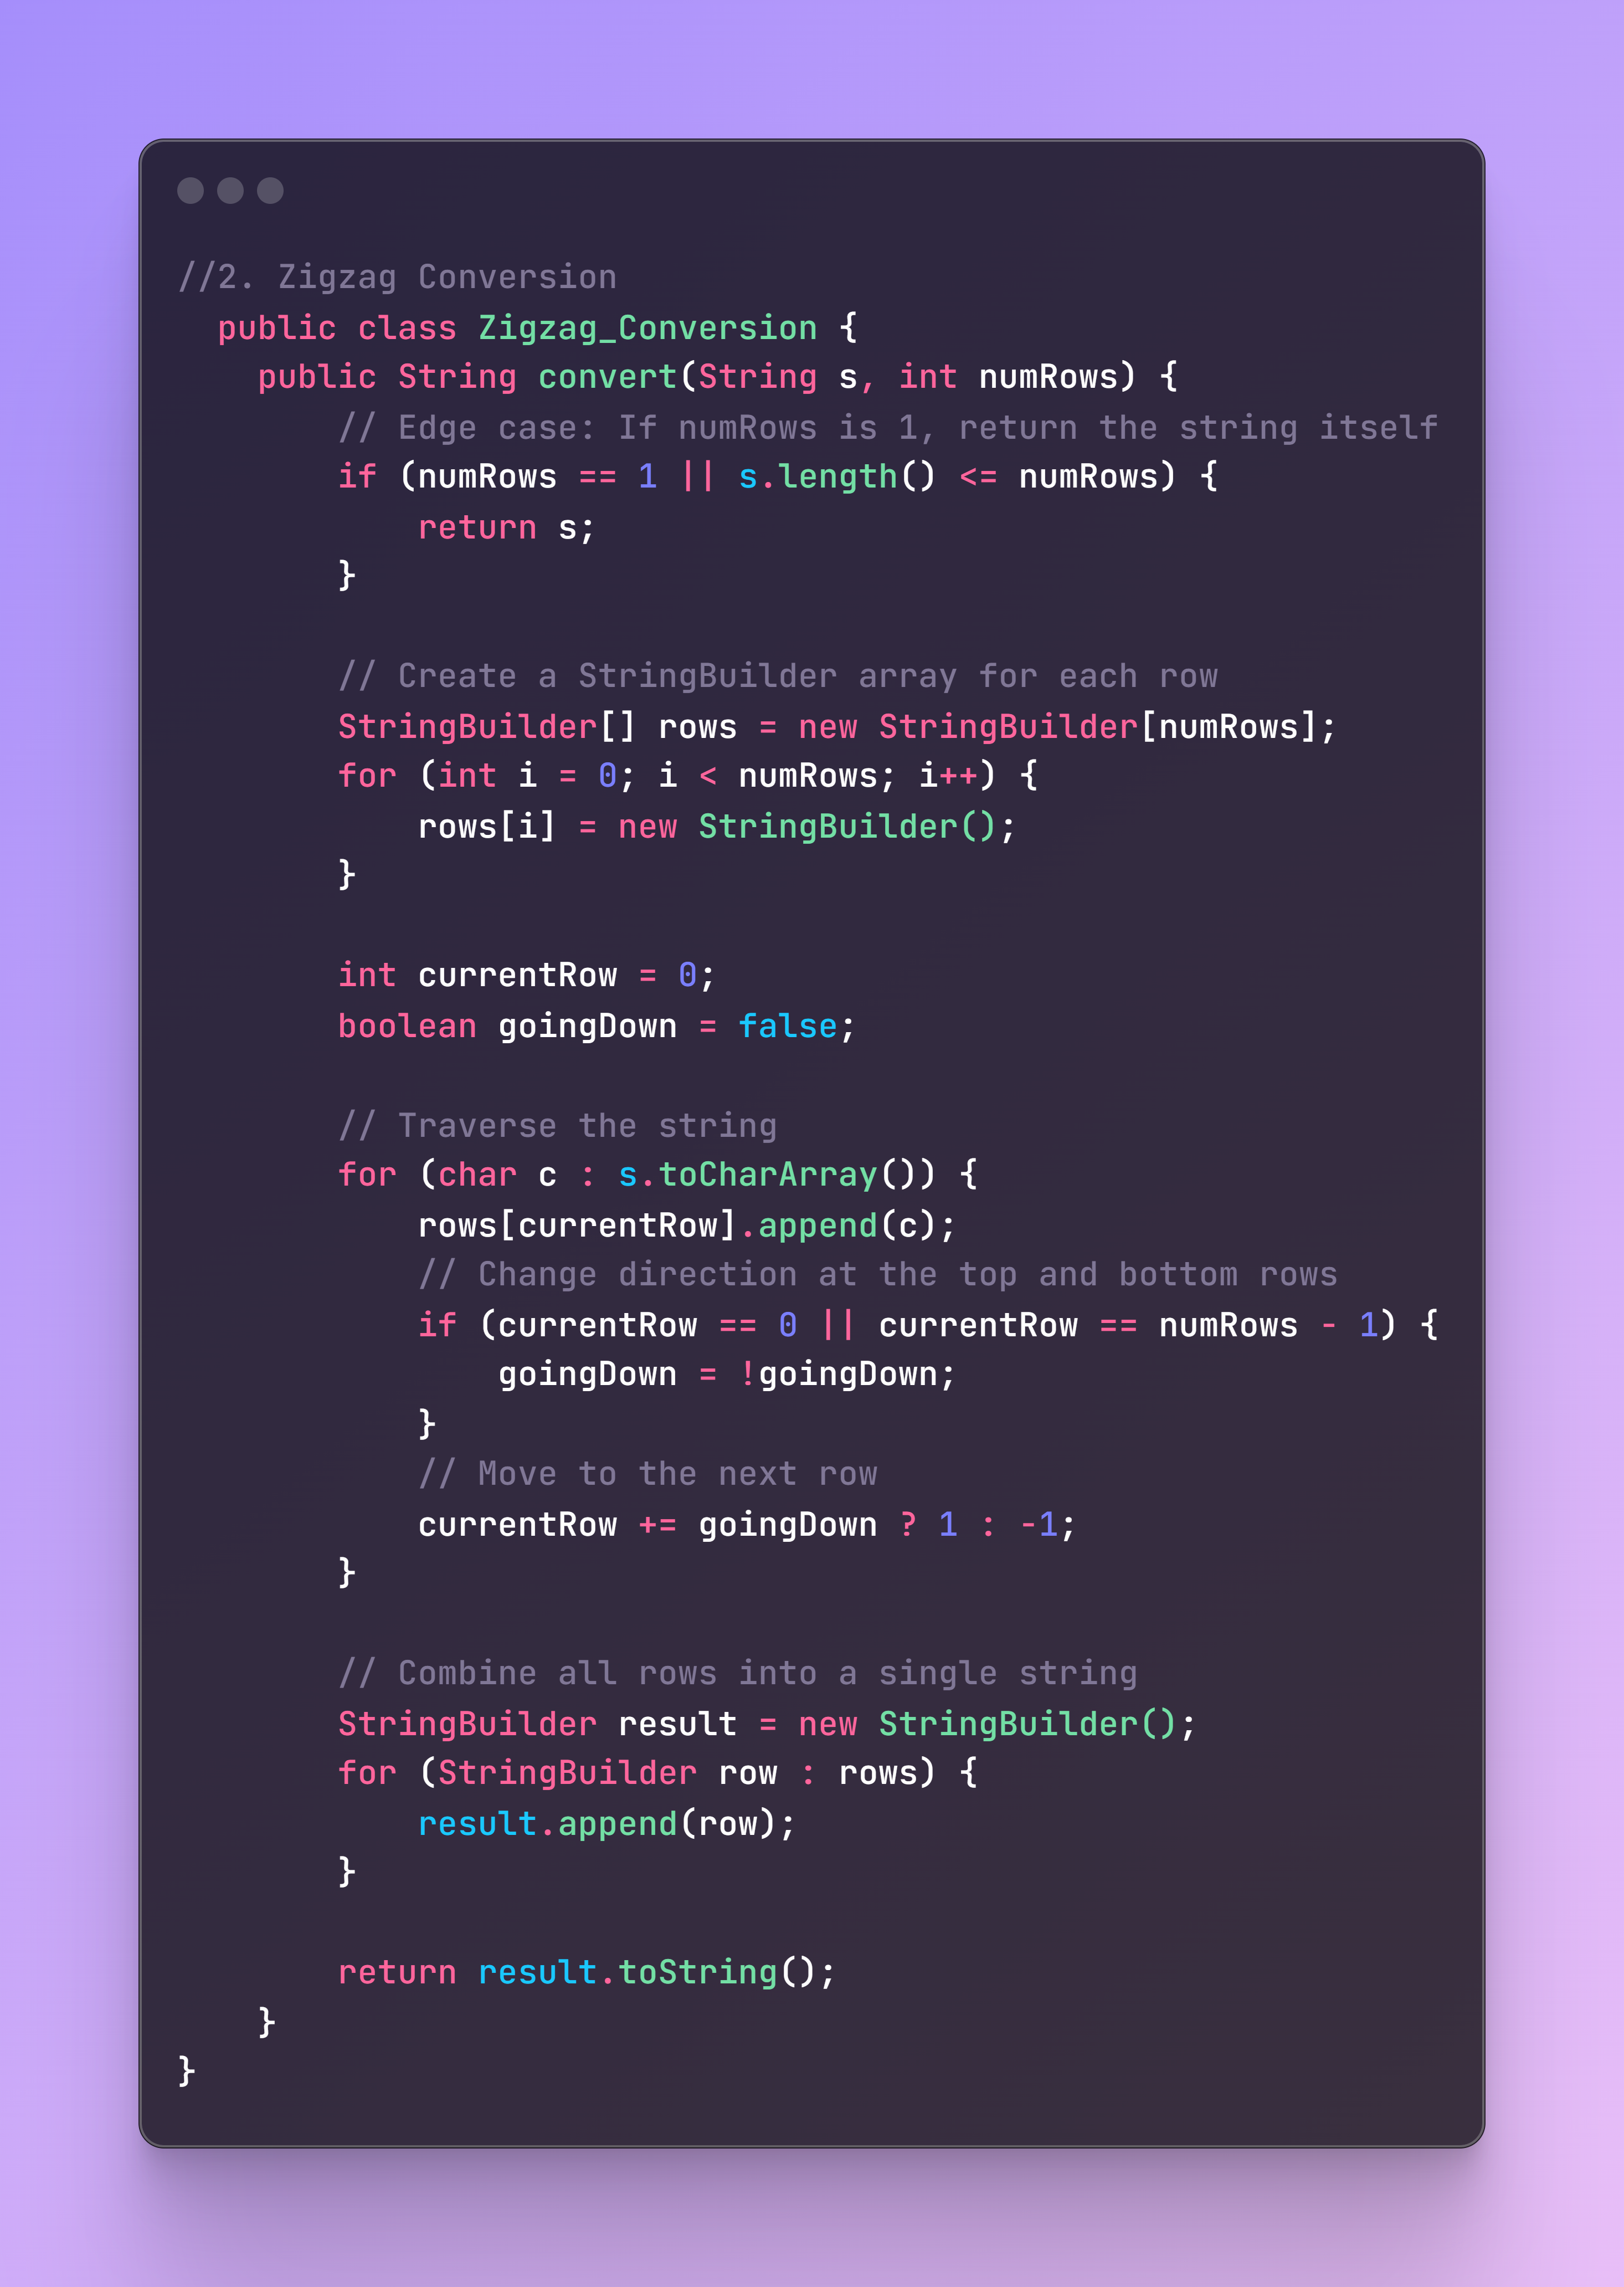 //2. Zigzag Conversion
  public class Zigzag_Conversion {
    public String convert(String s, int numRows) {
        // Edge case: If numRows is 1, return the string itself
        if (numRows == 1 || s.length() <= numRows) {
            return s;
        }

        // Create a StringBuilder array for each row
        StringBuilder[] rows = new StringBuilder[numRows];
        for (int i = 0; i < numRows; i++) {
            rows[i] = new StringBuilder();
        }

        int currentRow = 0;
        boolean goingDown = false;

        // Traverse the string
        for (char c : s.toCharArray()) {
            rows[currentRow].append(c);
            // Change direction at the top and bottom rows
            if (currentRow == 0 || currentRow == numRows - 1) {
                goingDown = !goingDown;
            }
            // Move to the next row
            currentRow += goingDown ? 1 : -1;
        }

        // Combine all rows into a single string
        StringBuilder result = new StringBuilder();
        for (StringBuilder row : rows) {
            result.append(row);
        }

        return result.toString();
    }
}